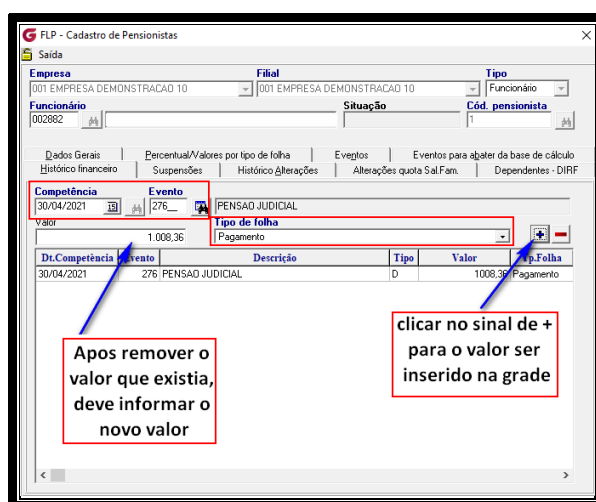 FLP - Cadastro de Pensionistas
Saída
Empresa Filial Tipo
001 EMPRESA DEMONSTRACAO 10 001 EMPRESA DEMONSTRACAO 10 Funcionário
Funcionário Situação Cód. pensionista
002882 1
Dados Gerais Percentual/Valores por tipo de folha Eventos Eventos para abater da base de cálculo
Histórico financeiro Suspensões Histórico Alterações Alterações quota Sal.Fam. Dependentes - DIRF
Competência Evento
30/04/2021 15 276__ PENSAO JUDICIAL
Valor Tipo de folha
1.008,36 Pagamento
Dt.Competência Evento Descrição Tipo Valor Tp.Folha
30/04/2021 276 PENSAO JUDICIAL D 1008,36 Pagamento
Apos remover o
valor que existia,
deve informar o
novo valor
clicar no sinal de +
para o valor ser
inserido na grade